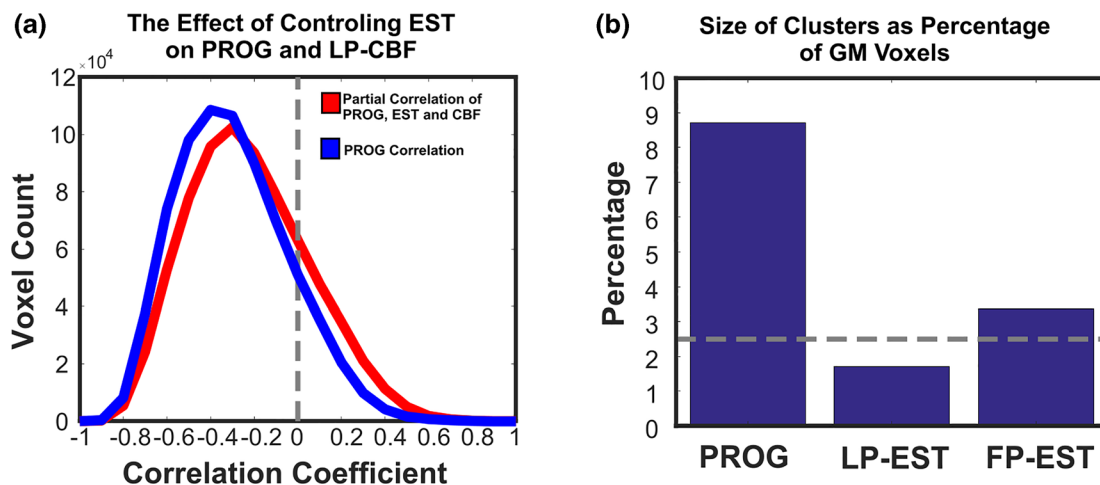 (a)
The Effect of Controling EST
on PROG and LP-CBF
×10⁴
12
10
8
6
4
2
0
Voxel Count
Partial Correlation of
PROG, EST and CBF
PROG Correlation
-1 -0.8 -0.6 -0.4 -0.2 0 0.2 0.4 0.6 0.8 1
Correlation Coefficient
(b)
Size of Clusters as Percentage
of GM Voxels
10
9
8
7
6
5
4
3
2
1
0
Percentage
PROG LP-EST FP-EST